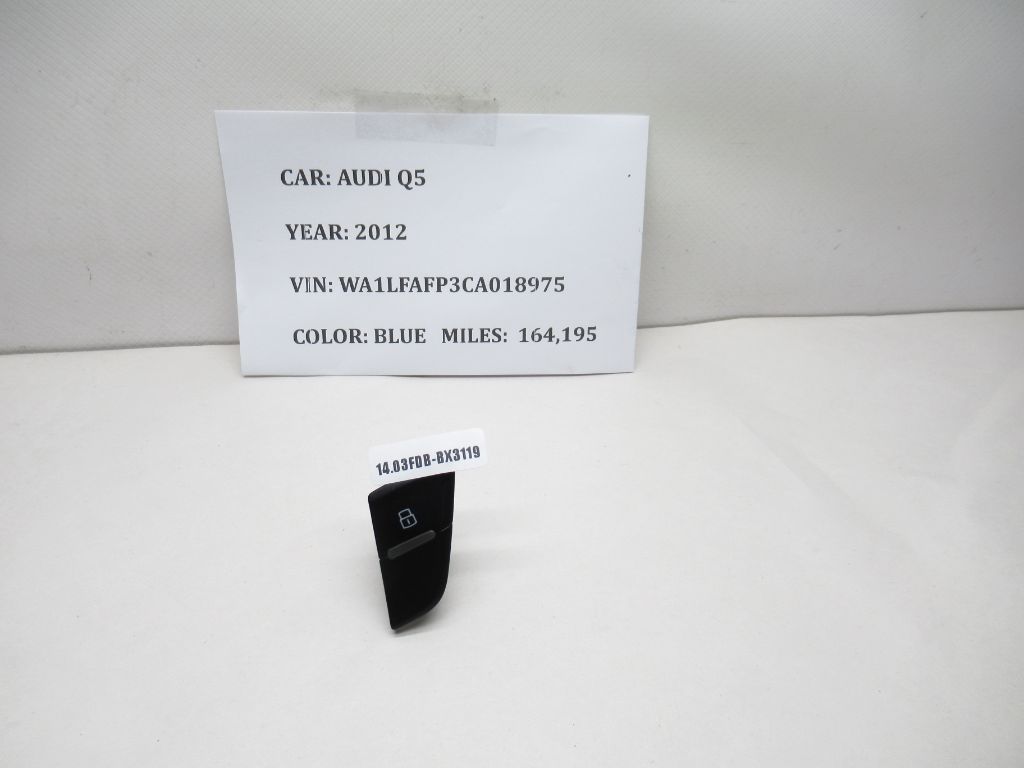 CAR: AUDI Q5
YEAR: 2012
VIN: WA1LFAFP3CA018975
COLOR: BLUE MILES: 164,195
14.03FDB-BX3119